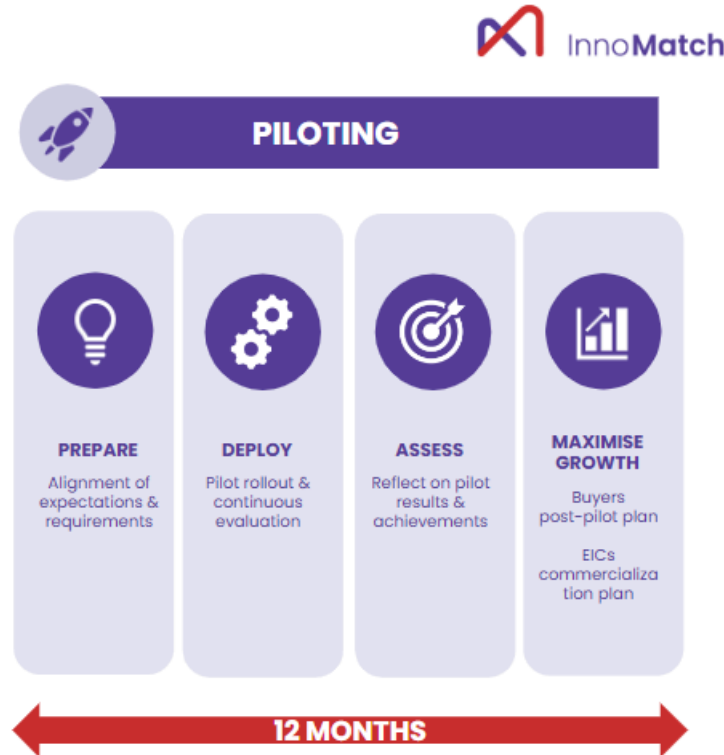 InnoMatch
PILOTING
PREPARE
Alignment of
expectations &
requirements
DEPLOY
Pilot rollout &
continuous
evaluation
ASSESS
Reflect on pilot
results &
achievements
MAXIMISE
GROWTH
Buyers
post-pilot plan
EICs
commercializa
tion plan
12 MONTHS